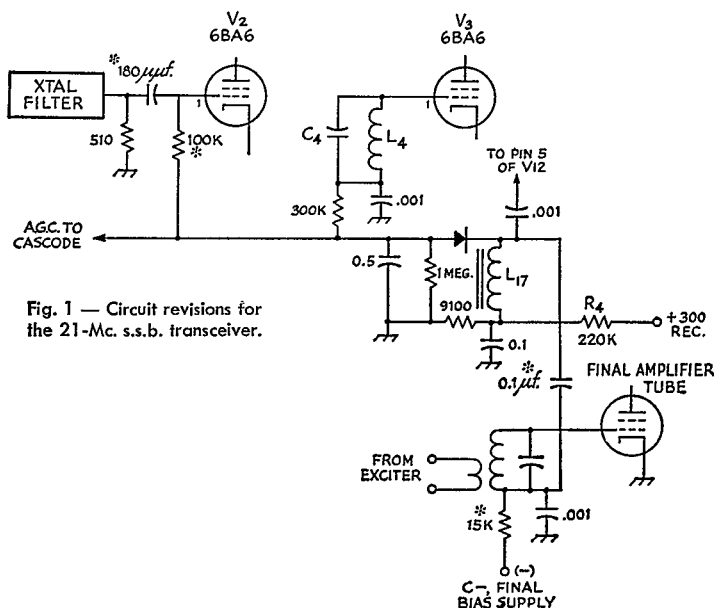 V2
6BA6
V3
6BA6
XTAL
FILTER
*180μμf.
1
510
100K
*
C4
L4
1
.001
300K
TO PIN 5
OF V12
.001
A.G.C. TO
CASCODE
0.5
1 MEG.
L17
9100
0.1
R4
220K
+300
REC.
Fig. 1 — Circuit revisions for
the 21-Mc. s.s.b. transceiver.
*
0.1μf.
FINAL AMPLIFIER
TUBE
FROM
EXCITER
*
15K
.001
(-)
C-, FINAL
BIAS SUPPLY